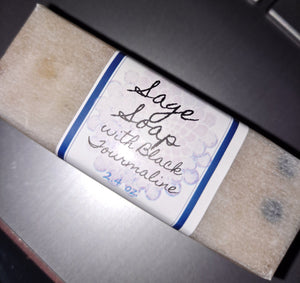 Sage
Soap
with Black
Tourmaline
2.4 oz